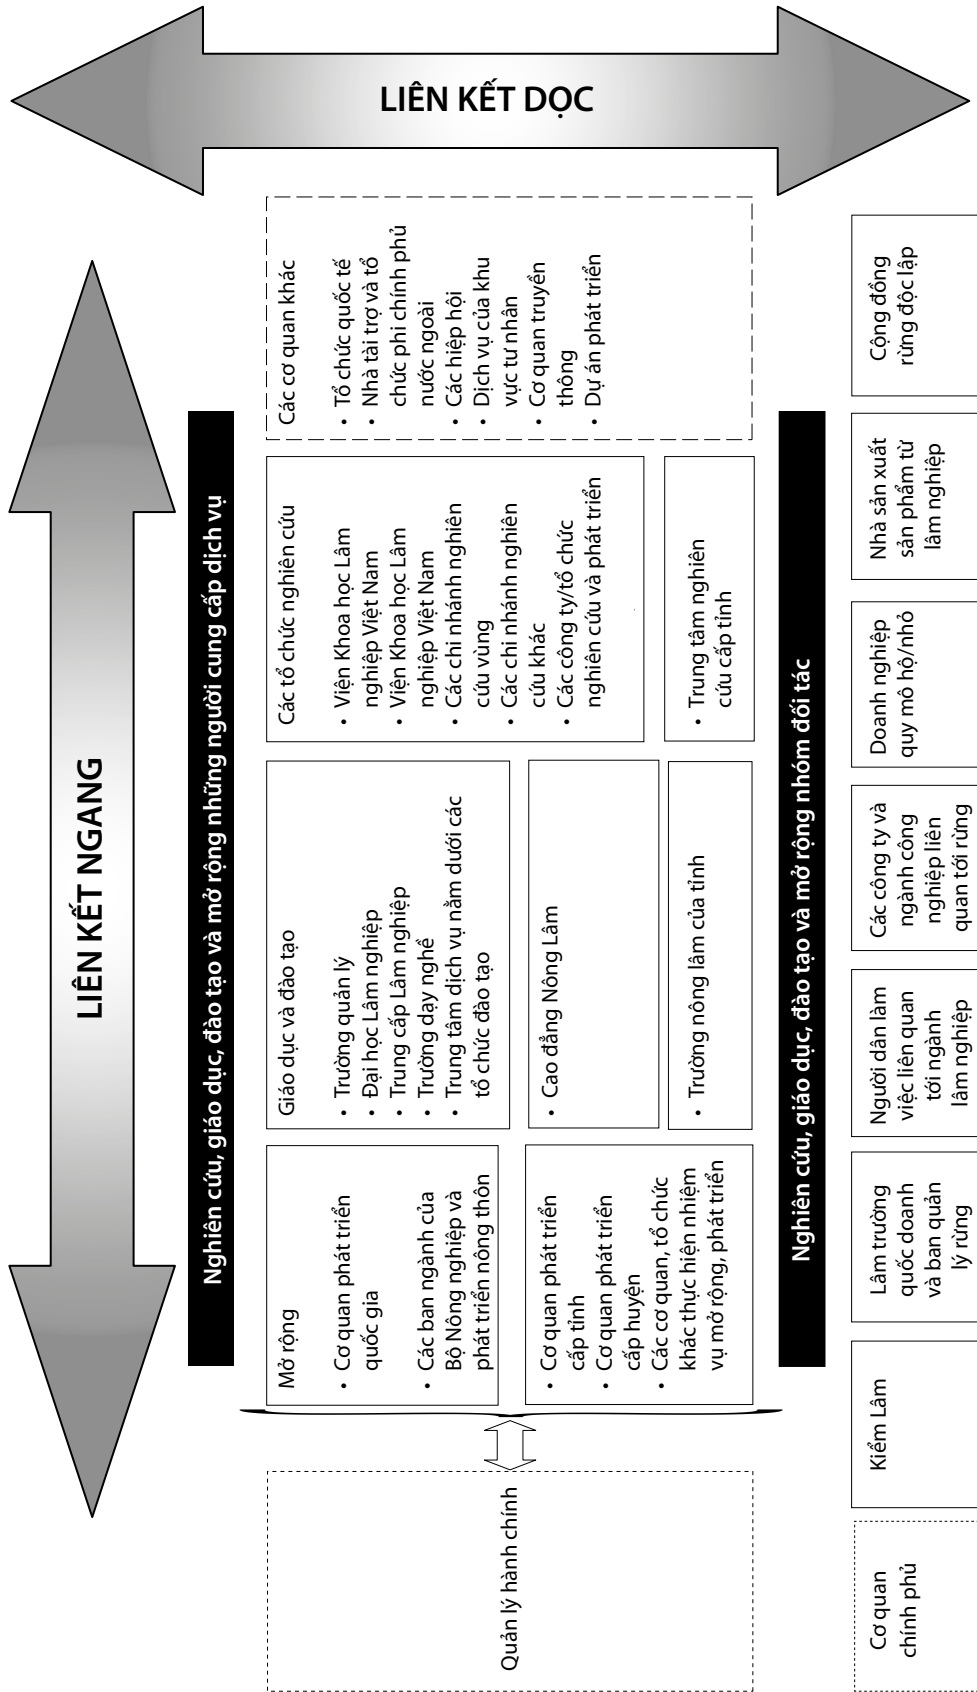 LIÊN KẾT NGANG
LIÊN KẾT DỌC
Nghiên cứu, giáo dục, đào tạo và mở rộng những người cung cấp dịch vụ
Quản lý hành chính
Mở rộng
• Cơ quan phát triển
quốc gia
• Các ban ngành của
Bộ Nông nghiệp và
phát triển nông thôn
• Cơ quan phát triển
cấp tỉnh
• Cơ quan phát triển
cấp huyện
• Các cơ quan, tổ chức
khác thực hiện nhiệm
vụ mở rộng, phát triển
Giáo dục và đào tạo
• Trường quản lý
• Đại học Lâm nghiệp
• Trung cấp Lâm nghiệp
• Trường dạy nghề
• Trung tâm dịch vụ nằm dưới các
tổ chức đào tạo
• Cao đẳng Nông Lâm
• Trường nông lâm của tỉnh
Các tổ chức nghiên cứu
• Viện Khoa học Lâm
nghiệp Việt Nam
• Viện Khoa học Lâm
nghiệp Việt Nam
• Các chi nhánh nghiên
cứu vùng
• Các chi nhánh nghiên
cứu khác
• Các công ty/tổ chức
nghiên cứu và phát triển
• Trung tâm nghiên
cứu cấp tỉnh
Các cơ quan khác
• Tổ chức quốc tế
• Nhà tài trợ và tổ
chức phi chính phủ
nước ngoài
• Các hiệp hội
• Dịch vụ của khu
vực tư nhân
• Cơ quan truyền
thông
• Dự án phát triển
Nghiên cứu, giáo dục, đào tạo và mở rộng nhóm đối tác
Cơ quan
chính phủ
Kiểm Lâm
Lâm trường
quốc doanh
và ban quản
lý rừng
Người dân làm
việc liên quan
tới ngành
lâm nghiệp
Các công ty và
ngành công
nghiệp liên
quan tới rừng
Doanh nghiệp
quy mô hộ/nhỏ
Nhà sản xuất
sản phẩm từ
lâm nghiệp
Cộng đồng
rừng độc lập